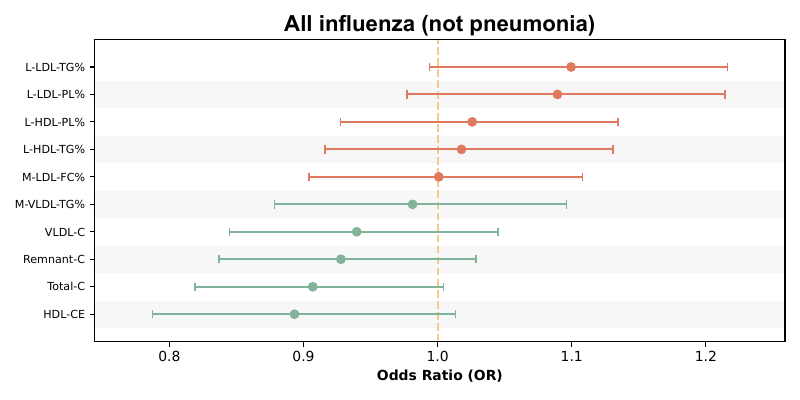 All influenza (not pneumonia)
L-LDL-TG%
L-LDL-PL%
L-HDL-PL%
L-HDL-TG%
M-LDL-FC%
M-VLDL-TG%
VLDL-C
Remnant-C
Total-C
HDL-CE
0.8 0.9 1.0 1.1 1.2
Odds Ratio (OR)